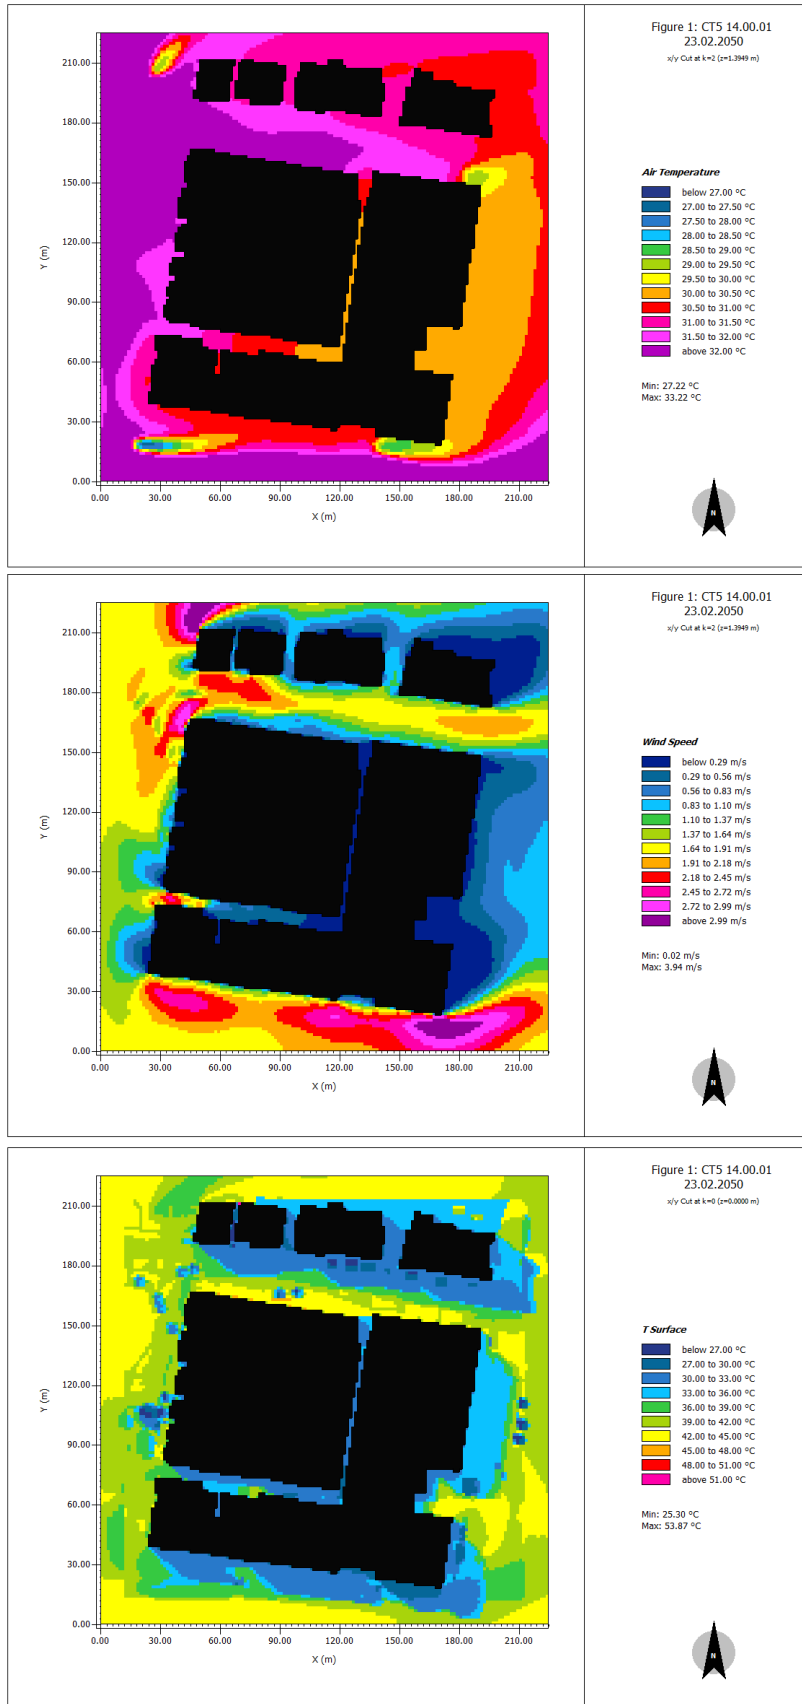 Figure 1: CT5 14.00.01
23.02.2050
x/y Cut at k=2 (z=1.3949 m)
210.00
180.00
150.00
120.00
90.00
60.00
30.00
0.00
Y (m)
0.00 30.00 60.00 90.00 120.00 150.00 180.00 210.00
X (m)
Air Temperature
below 27.00 °C
27.00 to 27.50 °C
27.50 to 28.00 °C
28.00 to 28.50 °C
28.50 to 29.00 °C
29.00 to 29.50 °C
29.50 to 30.00 °C
30.00 to 30.50 °C
30.50 to 31.00 °C
31.00 to 31.50 °C
31.50 to 32.00 °C
above 32.00 °C
Min: 27.22 °C
Max: 33.22 °C
N
Figure 1: CT5 14.00.01
23.02.2050
x/y Cut at k=2 (z=1.3949 m)
210.00
180.00
150.00
120.00
90.00
60.00
30.00
0.00
Y (m)
0.00 30.00 60.00 90.00 120.00 150.00 180.00 210.00
X (m)
Wind Speed
below 0.29 m/s
0.29 to 0.56 m/s
0.56 to 0.83 m/s
0.83 to 1.10 m/s
1.10 to 1.37 m/s
1.37 to 1.64 m/s
1.64 to 1.91 m/s
1.91 to 2.18 m/s
2.18 to 2.45 m/s
2.45 to 2.72 m/s
2.72 to 2.99 m/s
above 2.99 m/s
Min: 0.02 m/s
Max: 3.94 m/s
N
Figure 1: CT5 14.00.01
23.02.2050
x/y Cut at k=0 (z=0.0000 m)
210.00
180.00
150.00
120.00
90.00
60.00
30.00
0.00
Y (m)
0.00 30.00 60.00 90.00 120.00 150.00 180.00 210.00
X (m)
T Surface
below 27.00 °C
27.00 to 30.00 °C
30.00 to 33.00 °C
33.00 to 36.00 °C
36.00 to 39.00 °C
39.00 to 42.00 °C
42.00 to 45.00 °C
45.00 to 48.00 °C
48.00 to 51.00 °C
above 51.00 °C
Min: 25.30 °C
Max: 53.87 °C
N